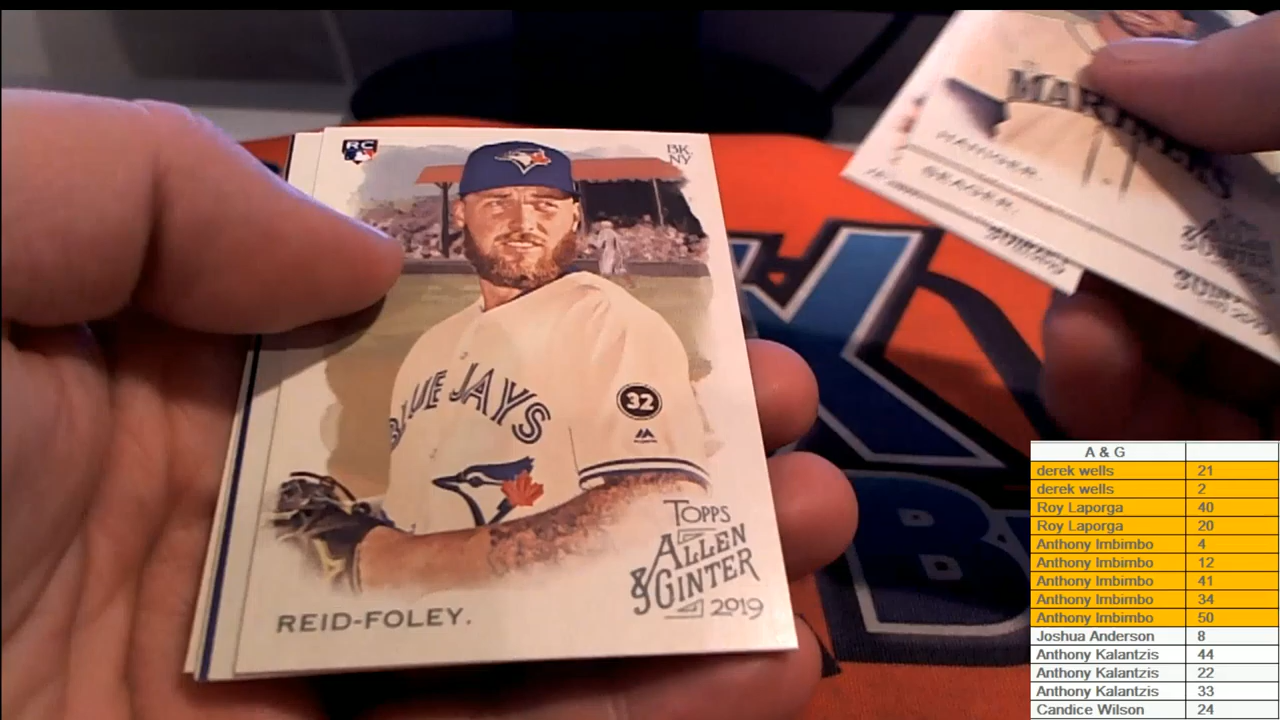 RC
BK
NY
BLUE JAYS
32
TOPPS
ALLEN
& GINTER
2019
REID-FOLEY.
MARINERS
HANIGER.
SEAGER.
A & G
derek wells 21
derek wells 2
Roy Laporga 40
Roy Laporga 20
Anthony Imbimbo 4
Anthony Imbimbo 12
Anthony Imbimbo 41
Anthony Imbimbo 34
Anthony Imbimbo 50
Joshua Anderson 8
Anthony Kalantzis 44
Anthony Kalantzis 22
Anthony Kalantzis 33
Candice Wilson 24